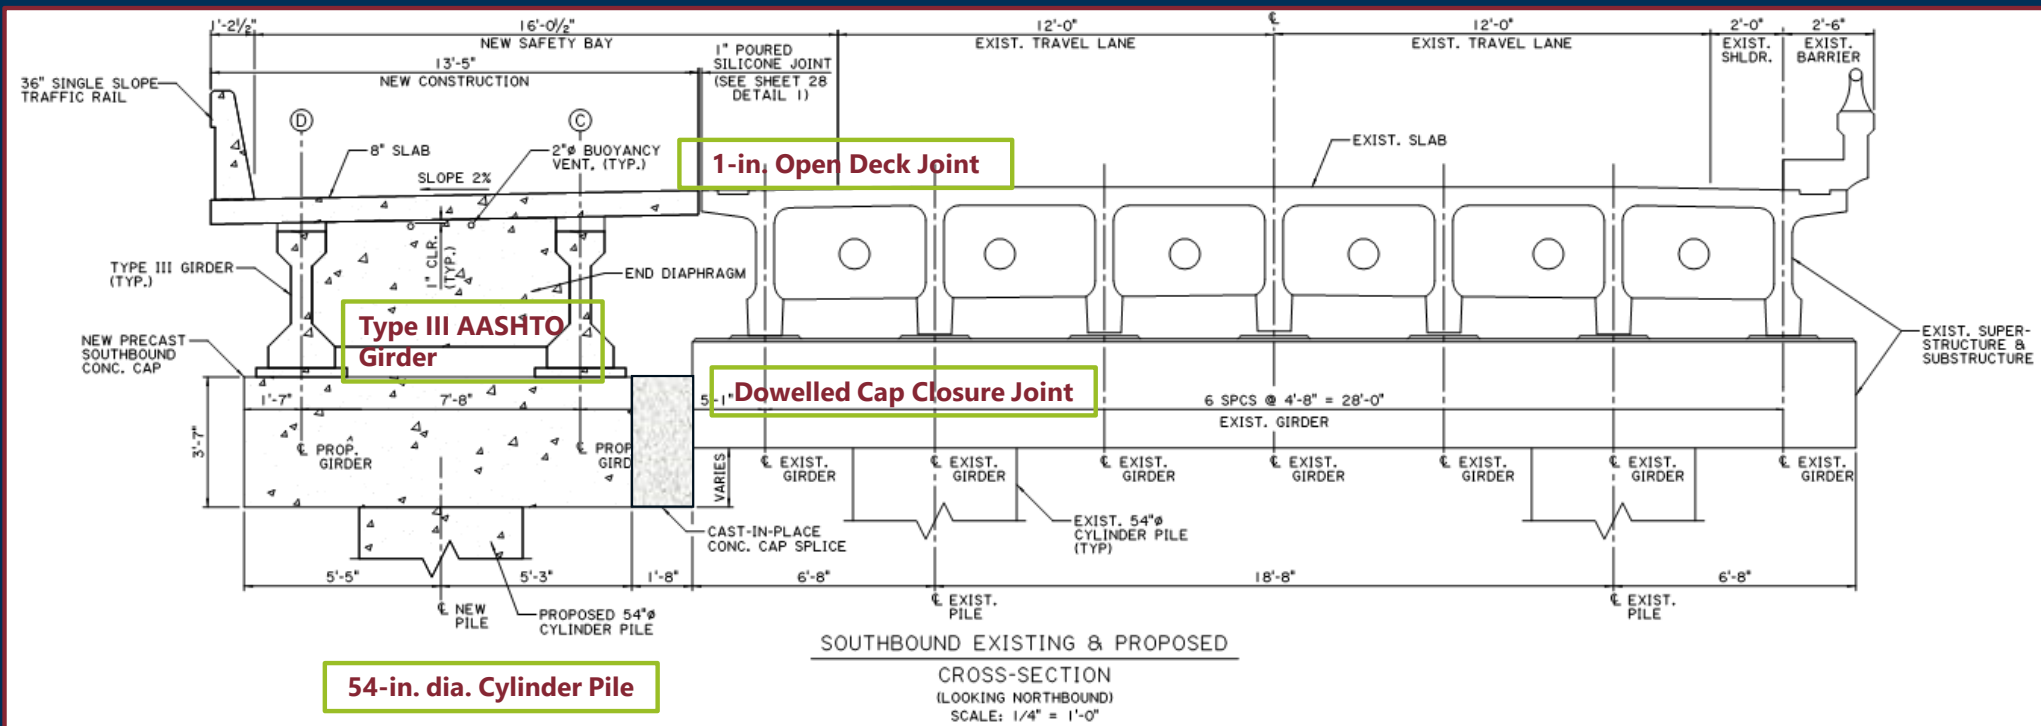 1'-2½"
16'-0½"
NEW SAFETY BAY
12'-0"
EXIST. TRAVEL LANE
℄
12'-0"
EXIST. TRAVEL LANE
2'-0"
EXIST.
SHLDR.
2'-6"
EXIST.
BARRIER
13'-5"
NEW CONSTRUCTION
1" POURED
SILICONE JOINT
(SEE SHEET 28
DETAIL 1)
36" SINGLE SLOPE
TRAFFIC RAIL
D
C
8" SLAB
2"ø BUOYANCY
VENT, (TYP.)
SLOPE 2%
1-in. Open Deck Joint
EXIST. SLAB
TYPE III GIRDER
(TYP.)
1" CLR.
(TYP.)
END DIAPHRAGM
Type III AASHTO
Girder
NEW PRECAST
SOUTHBOUND
CONC. CAP
EXIST. SUPER-
STRUCTURE &
SUBSTRUCTURE
Dowelled Cap Closure Joint
1'-7"
7'-8"
5'-1"
6 SPCS @ 4'-8" = 28'-0"
EXIST. GIRDER
3'-7"
℄ PROP.
GIRDER
℄ PROP
GIRD
VARIES
℄ EXIST.
GIRDER
℄ EXIST.
GIRDER
℄ EXIST.
GIRDER
℄ EXIST.
GIRDER
℄ EXIST.
GIRDER
℄ EXIST.
GIRDER
℄ EXIST.
GIRDER
CAST-IN-PLACE
CONC. CAP SPLICE
EXIST. 54"ø
CYLINDER PILE
(TYP)
5'-5"
5'-3"
1'-8"
6'-8"
18'-8"
6'-8"
℄ NEW
PILE
PROPOSED 54"ø
CYLINDER PILE
℄ EXIST.
PILE
℄ EXIST.
PILE
54-in. dia. Cylinder Pile
SOUTHBOUND EXISTING & PROPOSED
CROSS-SECTION
(LOOKING NORTHBOUND)
SCALE: 1/4" = 1'-0"